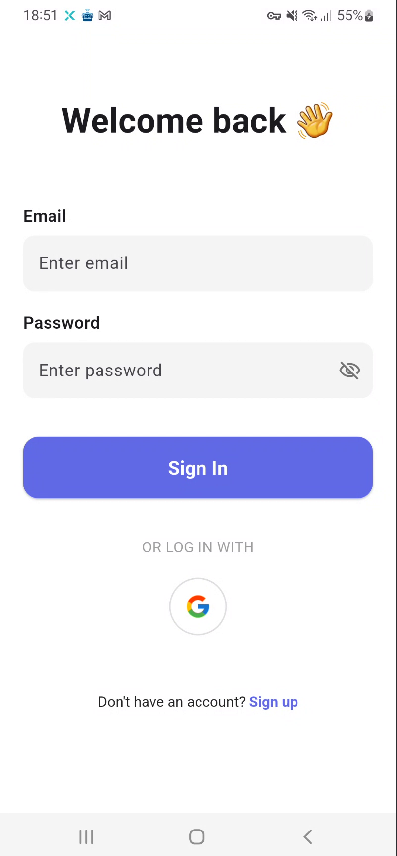 18:51
55%
Welcome back 👋
Email
Enter email
Password
Enter password
Sign In
OR LOG IN WITH
Don't have an account? Sign up